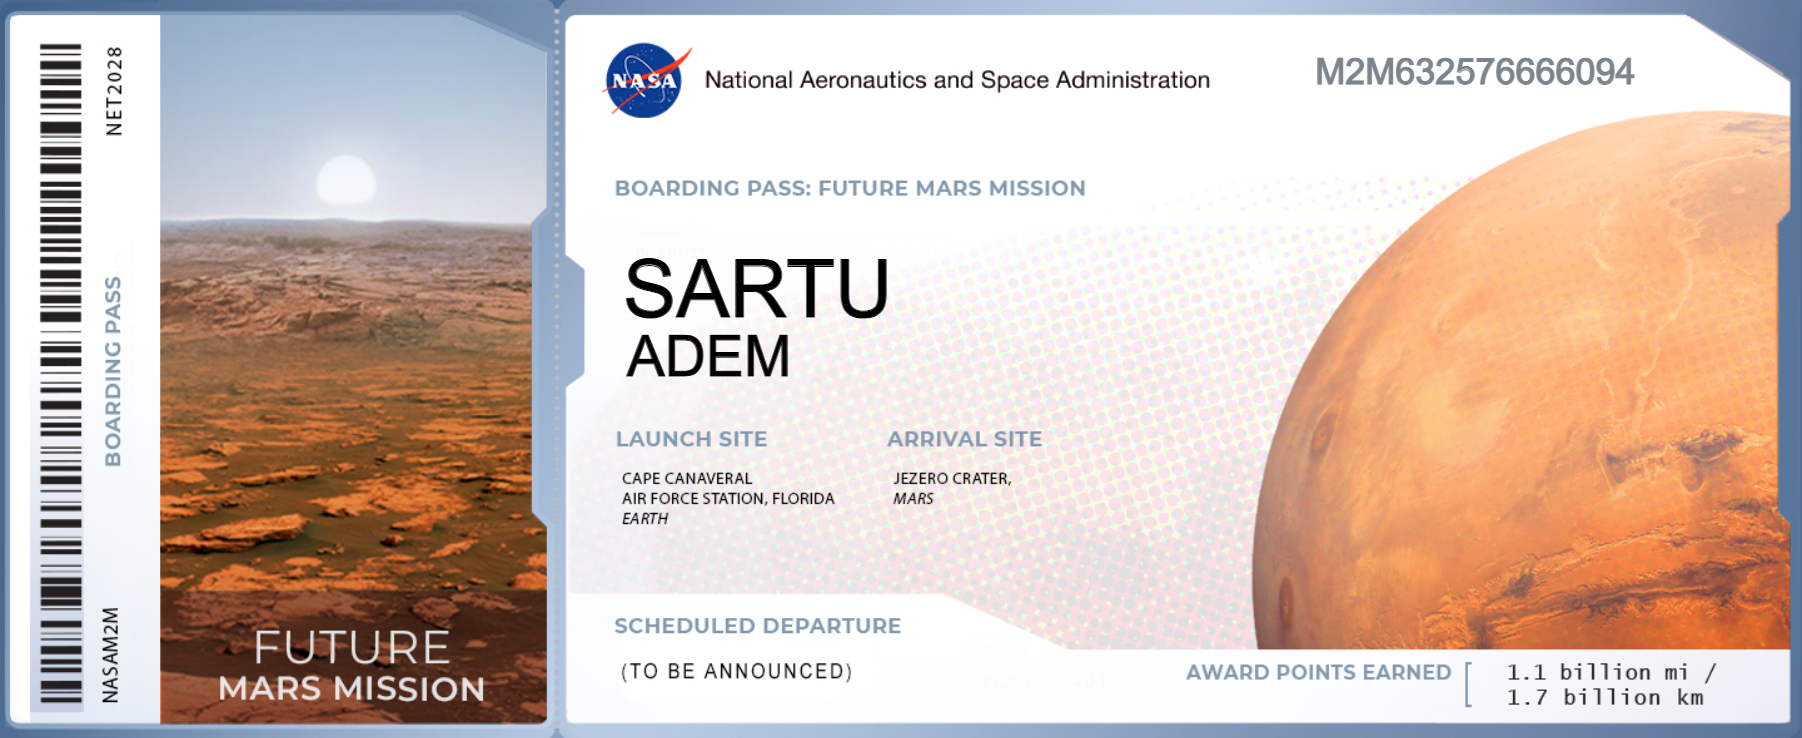 NET2028
BOARDING PASS
NASAM2M
FUTURE
MARS MISSION
NASA
National Aeronautics and Space Administration
M2M632576666094
BOARDING PASS: FUTURE MARS MISSION
SARTU
ADEM
LAUNCH SITE
CAPE CANAVERAL
AIR FORCE STATION, FLORIDA
EARTH
ARRIVAL SITE
JEZERO CRATER,
MARS
SCHEDULED DEPARTURE
(TO BE ANNOUNCED)
AWARD POINTS EARNED
1.1 billion mi /
1.7 billion km